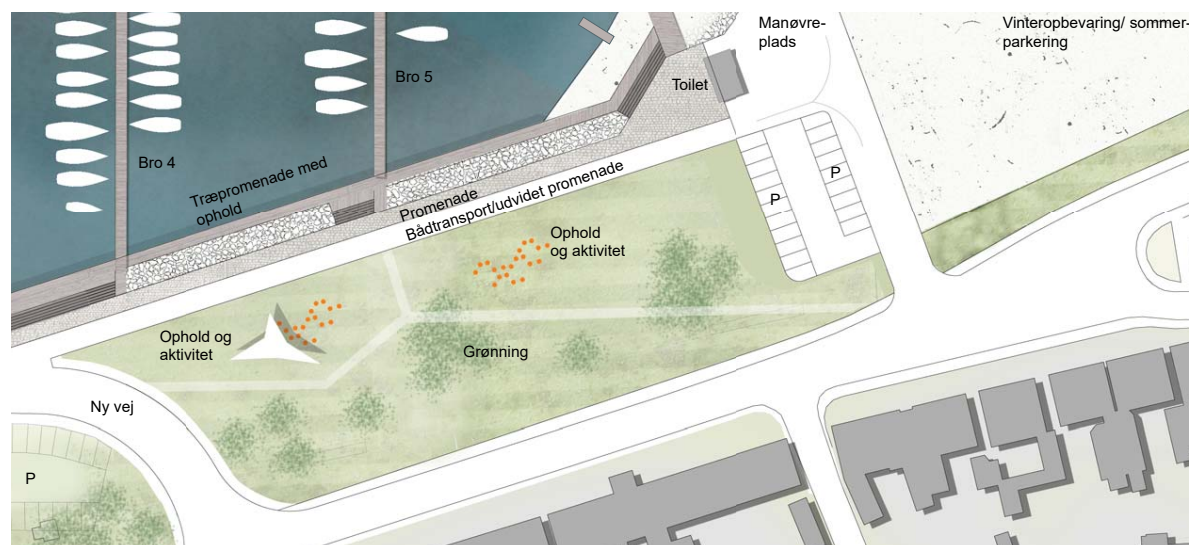 Manøvre-
plads
Vinteropbevaring/ sommer-
parkering
Bro 5
Toilet
Bro 4
Træpromenade med
ophold
Promenade
Bådtransport/udvidet promenade
P
P
Ophold
og aktivitet
Ophold og
aktivitet
Grønning
Ny vej
P